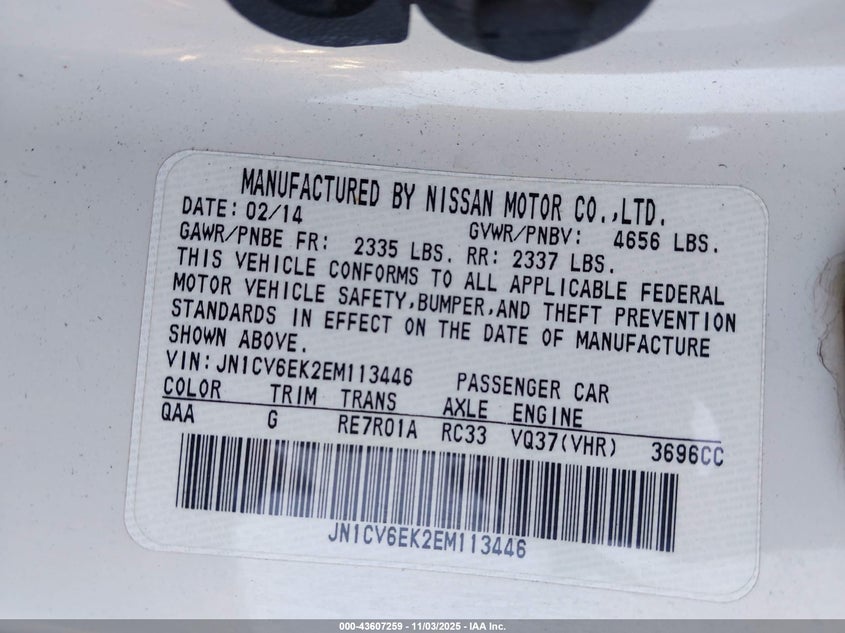 MANUFACTURED BY NISSAN MOTOR CO.,LTD.
DATE: 02/14 GVWR/PNBV: 4656 LBS.
GAWR/PNBE FR: 2335 LBS. RR: 2337 LBS.
THIS VEHICLE CONFORMS TO ALL APPLICABLE FEDERAL
MOTOR VEHICLE SAFETY,BUMPER,AND THEFT PREVENTION
STANDARDS IN EFFECT ON THE DATE OF MANUFACTURE
SHOWN ABOVE.
VIN: JN1CV6EK2EM113446 PASSENGER CAR
COLOR TRIM TRANS AXLE ENGINE
QAA G RE7R01A RC33 VQ37(VHR) 3696CC
JN1CV6EK2EM113446
000-43607259 - 11/03/2025 - IAA Inc.